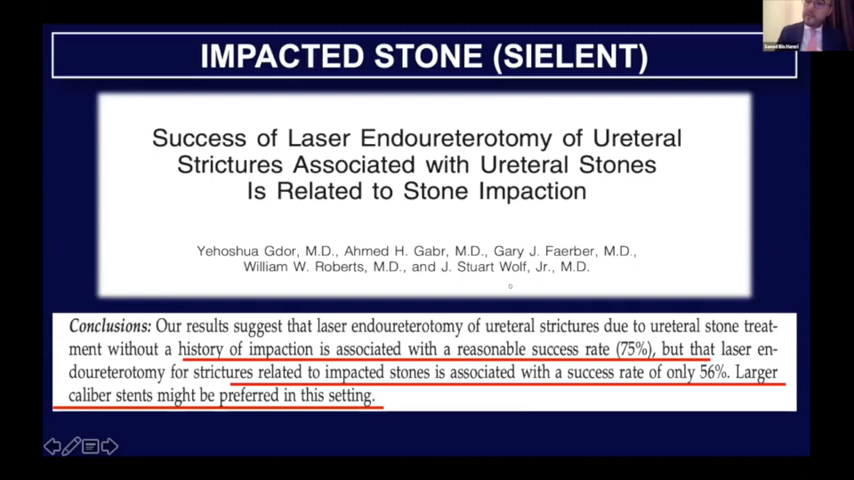 IMPACTED STONE (SIELENT)
Success of Laser Endoureterotomy of Ureteral
Strictures Associated with Ureteral Stones
Is Related to Stone Impaction
Yehoshua Gdor, M.D., Ahmed H. Gabr, M.D., Gary J. Faerber, M.D.,
William W. Roberts, M.D., and J. Stuart Wolf, Jr., M.D.
Conclusions: Our results suggest that laser endoureterotomy of ureteral strictures due to ureteral stone treat-
ment without a history of impaction is associated with a reasonable success rate (75%), but that laser en-
doureterotomy for strictures related to impacted stones is associated with a success rate of only 56%. Larger
caliber stents might be preferred in this setting.